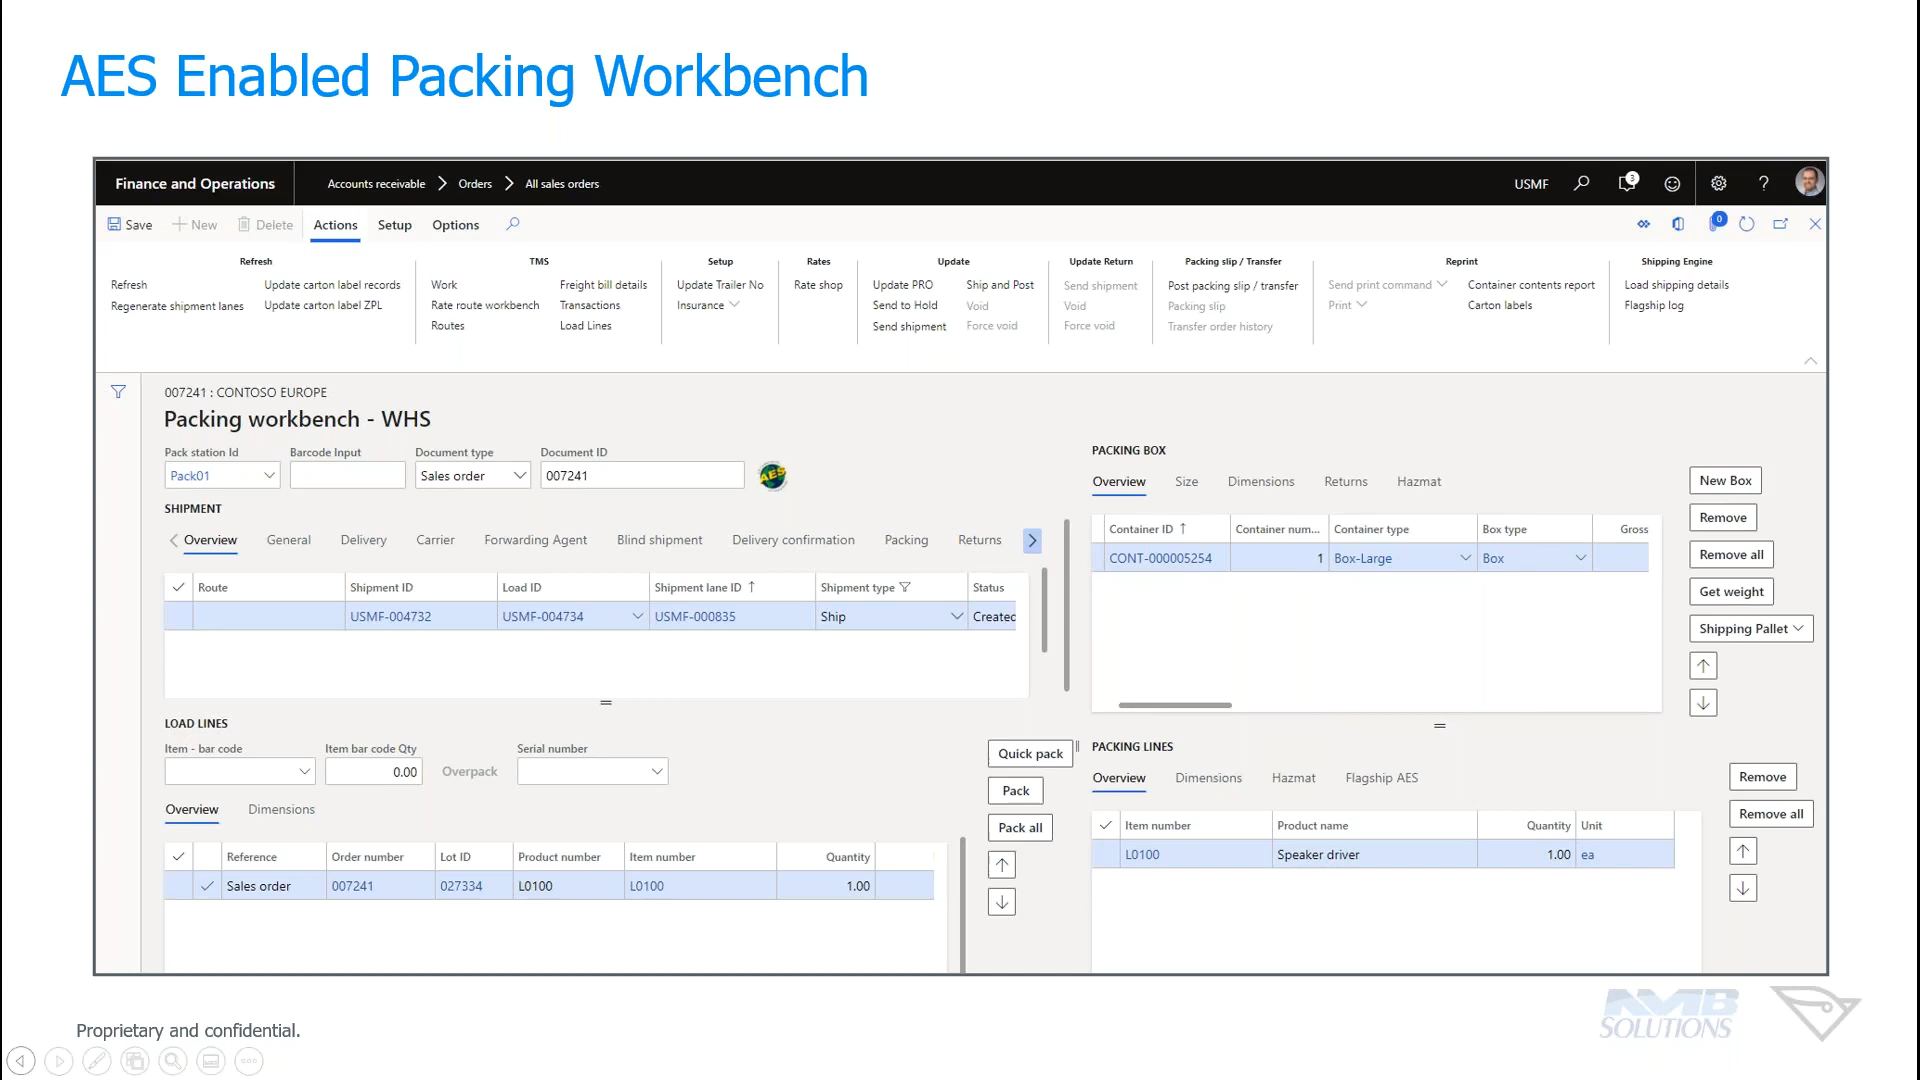 AES Enabled Packing Workbench
Finance and Operations
Accounts receivable
Orders
All sales orders
USMF
3
?
Save
New
Delete
Actions
Setup
Options
0
Refresh
Refresh
Update carton label records
Regenerate shipment lanes
Update carton label ZPL
TMS
Work
Freight bill details
Rate route workbench
Transactions
Routes
Load Lines
Setup
Update Trailer No
Insurance
Rates
Rate shop
Update
Update PRO
Ship and Post
Send to Hold
Void
Send shipment
Force void
Update Return
Send shipment
Void
Force void
Packing slip / Transfer
Post packing slip / transfer
Packing slip
Transfer order history
Reprint
Send print command
Container contents report
Print
Carton labels
Shipping Engine
Load shipping details
Flagship log
007241 : CONTOSO EUROPE
Packing workbench - WHS
Pack station Id
Barcode Input
Document type
Document ID
Pack01
Sales order
007241
AES
SHIPMENT
Overview
General
Delivery
Carrier
Forwarding Agent
Blind shipment
Delivery confirmation
Packing
Returns
Route
Shipment ID
Load ID
Shipment lane ID
Shipment type
Status
USMF-004732
USMF-004734
USMF-000835
Ship
Created
LOAD LINES
Item - bar code
Item bar code Qty
Serial number
0.00
Overpack
Overview
Dimensions
Reference
Order number
Lot ID
Product number
Item number
Quantity
Sales order
007241
027334
L0100
L0100
1.00
Quick pack
Pack
Pack all
PACKING BOX
Overview
Size
Dimensions
Returns
Hazmat
Container ID
Container num...
Container type
Box type
Gross
CONT-000005254
1
Box-Large
Box
New Box
Remove
Remove all
Get weight
Shipping Pallet
PACKING LINES
Overview
Dimensions
Hazmat
Flagship AES
Item number
Product name
Quantity
Unit
L0100
Speaker driver
1.00
ea
Remove
Remove all
Proprietary and confidential.
NMB
SOLUTIONS